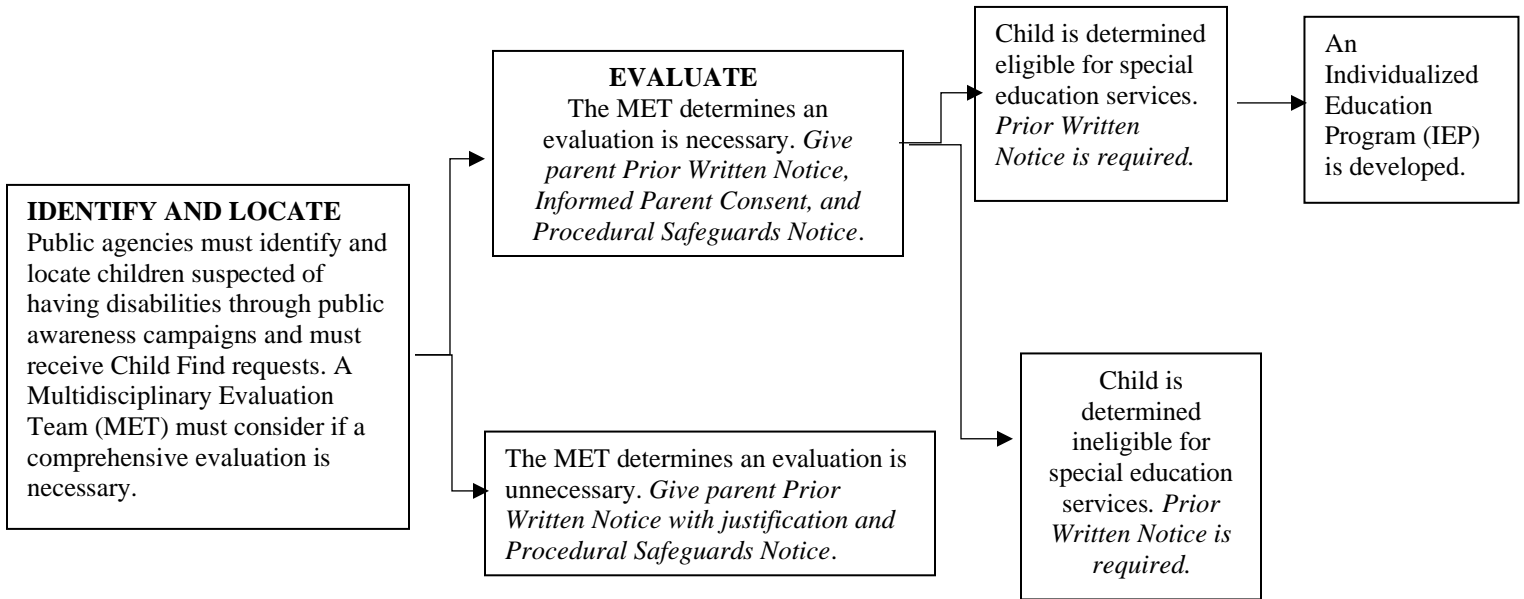 IDENTIFY AND LOCATE
Public agencies must identify and
locate children suspected of
having disabilities through public
awareness campaigns and must
receive Child Find requests. A
Multidisciplinary Evaluation
Team (MET) must consider if a
comprehensive evaluation is
necessary.
EVALUATE
The MET determines an
evaluation is necessary. Give
parent Prior Written Notice,
Informed Parent Consent, and
Procedural Safeguards Notice.
The MET determines an evaluation is
unnecessary. Give parent Prior
Written Notice with justification and
Procedural Safeguards Notice.
Child is determined
eligible for special
education services.
Prior Written
Notice is required.
Child is
determined
ineligible for
special education
services. Prior
Written Notice is
required.
An
Individualized
Education
Program (IEP)
is developed.